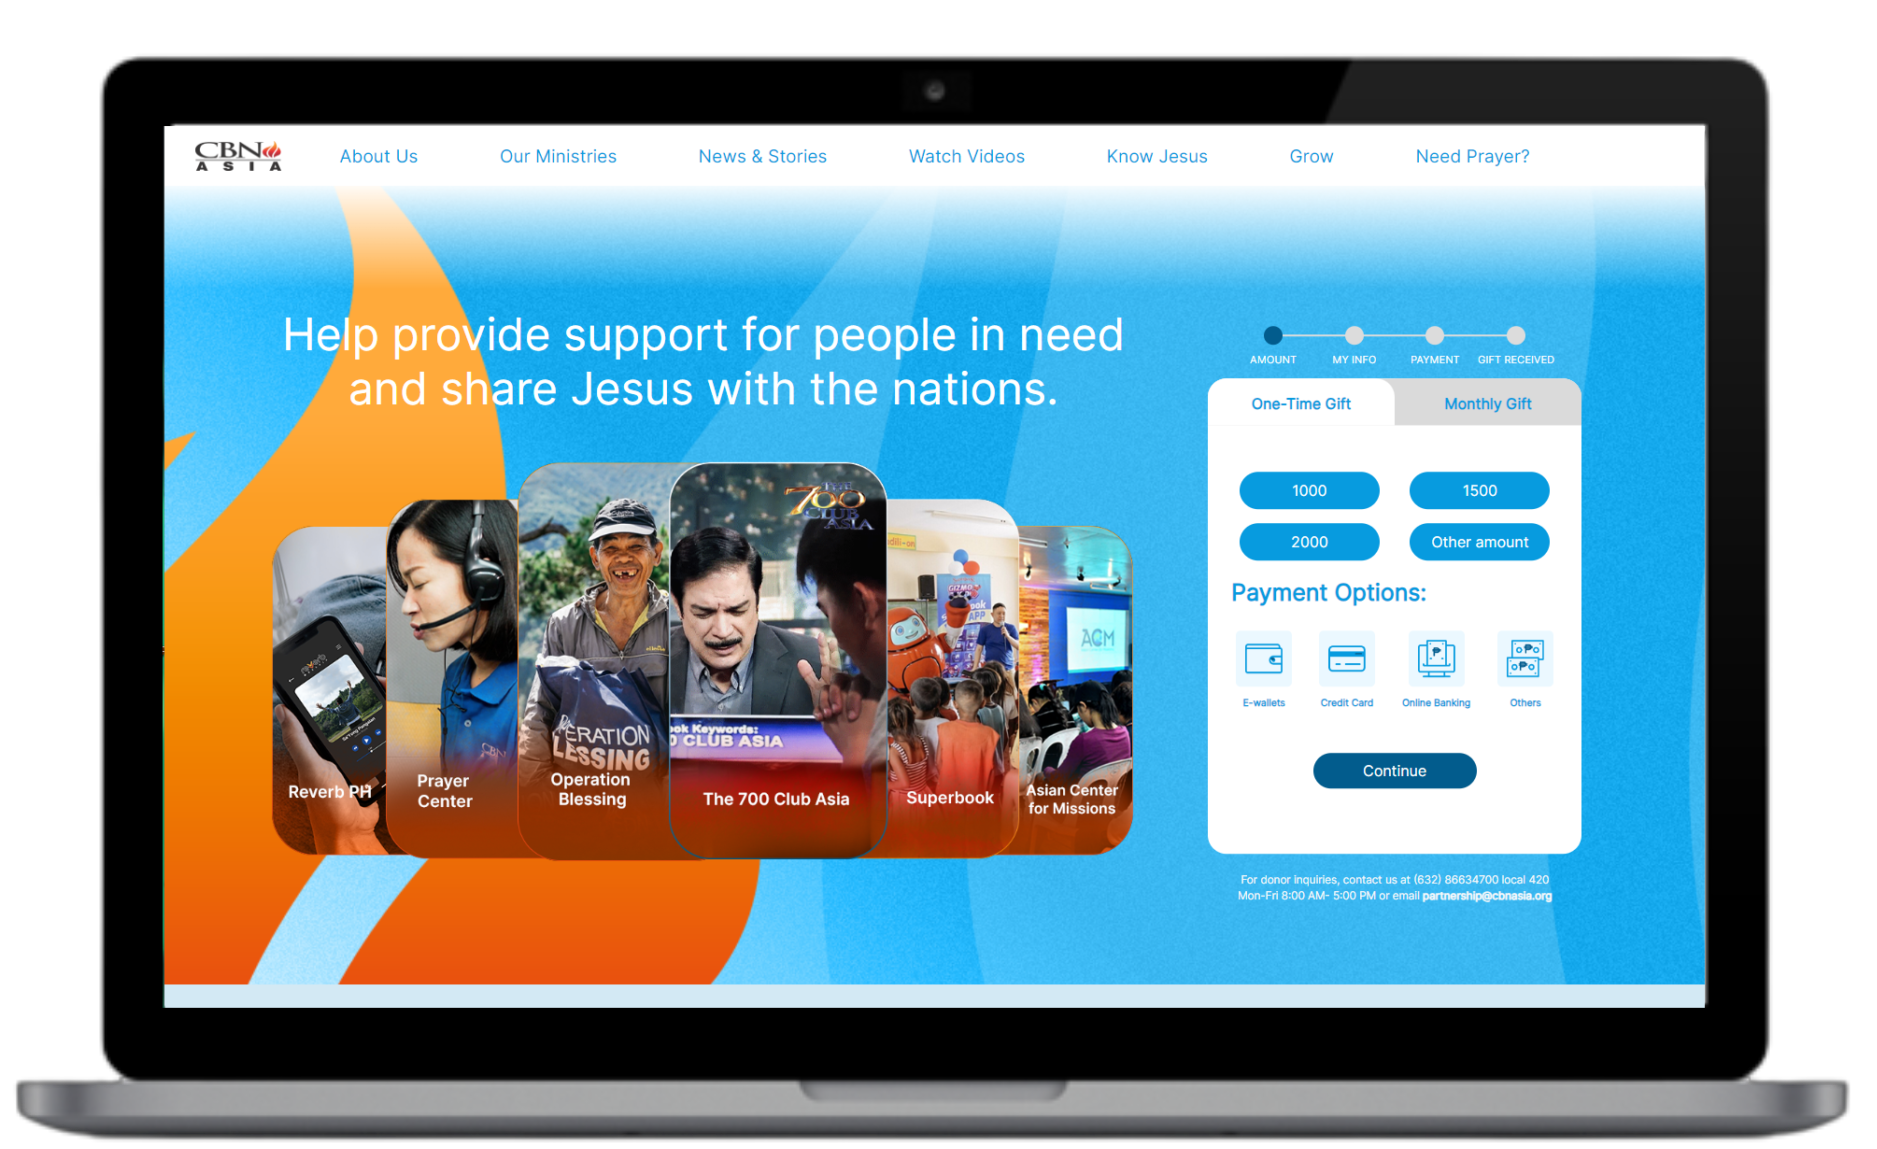 CBN
ASIA
About Us
Our Ministries
News & Stories
Watch Videos
Know Jesus
Grow
Need Prayer?
Help provide support for people in need
and share Jesus with the nations.
AMOUNT
MY INFO
PAYMENT
GIFT RECEIVED
One-Time Gift
Monthly Gift
1000
1500
2000
Other amount
Payment Options:
E-wallets
Credit Card
Online Banking
Others
Continue
For donor inquiries, contact us at (632) 86634700 local 420
Mon-Fri 8:00 AM- 5:00 PM or email partnership@cbnasia.org
Reverb PH
CBN
Prayer
Center
ERATION
LESSING
Operation
Blessing
THE
700
CLUB
ASIA
ok Keywords:
0 CLUB ASIA
The 700 Club Asia
GIZMO
APP
Superbook
ACM
Asian Center
for Missions